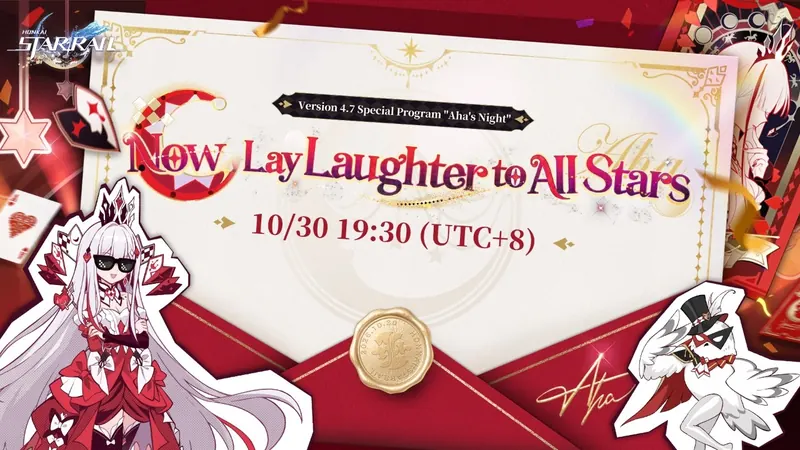 HONKAI
STAR RAIL
Version 4.7 Special Program "Aha's Night"
Now, Lay Laughter to All Stars
Aha
10/30 19:30 (UTC+8)
Aha